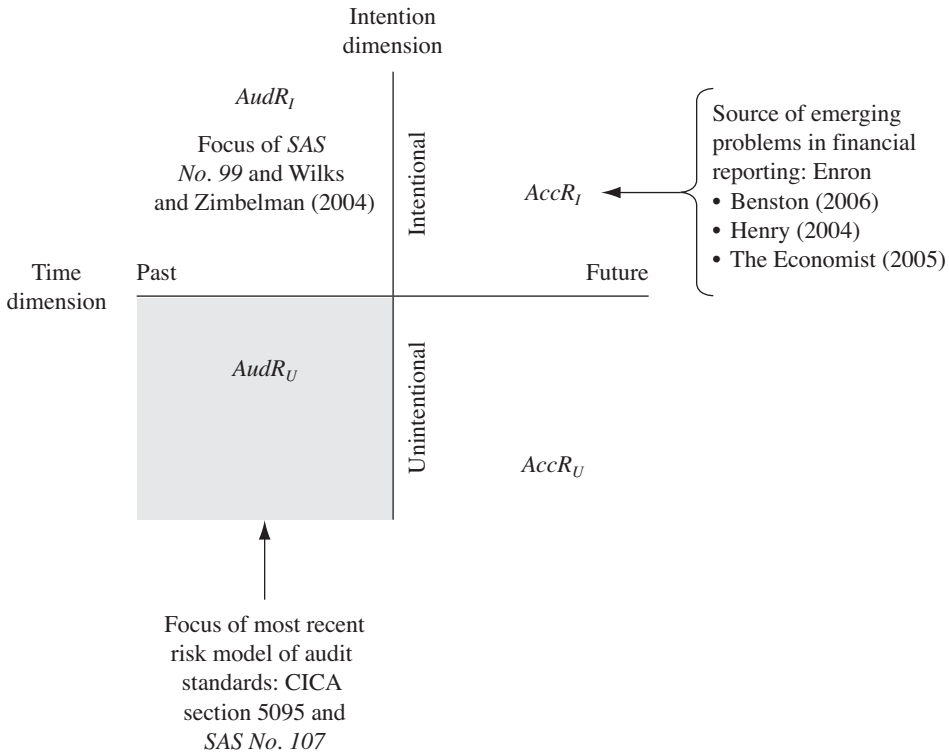 Intention
dimension
AudR_I
Focus of SAS
No. 99 and Wilks
and Zimbelman (2004)
Intentional
AccR_I
Source of emerging
problems in financial
reporting: Enron
• Benston (2006)
• Henry (2004)
• The Economist (2005)
Time
dimension
Past
Future
AudR_U
Unintentional
AccR_U
Focus of most recent
risk model of audit
standards: CICA
section 5095 and
SAS No. 107